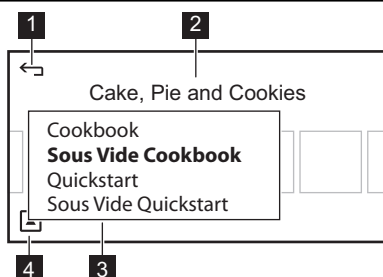 1 2
Cake, Pie and Cookies
Cookbook
Sous Vide Cookbook
Quickstart
Sous Vide Quickstart
4 3